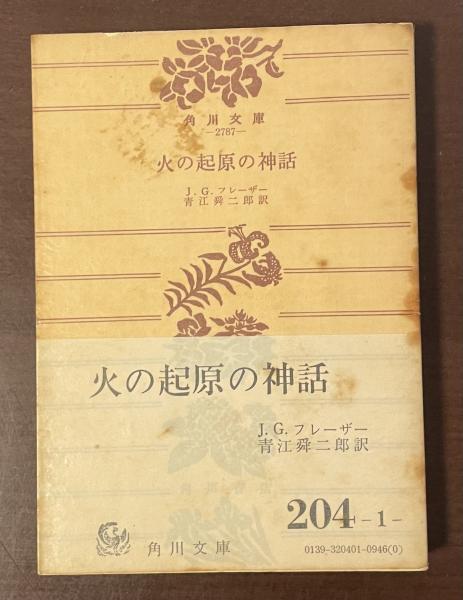 角川文庫
—2787—
火の起原の神話
J.G.フレーザー
青江舜二郎訳
火の起原の神話
J.G.フレーザー
青江舜二郎訳
204-1-
角川文庫
0139-320401-0946(0)